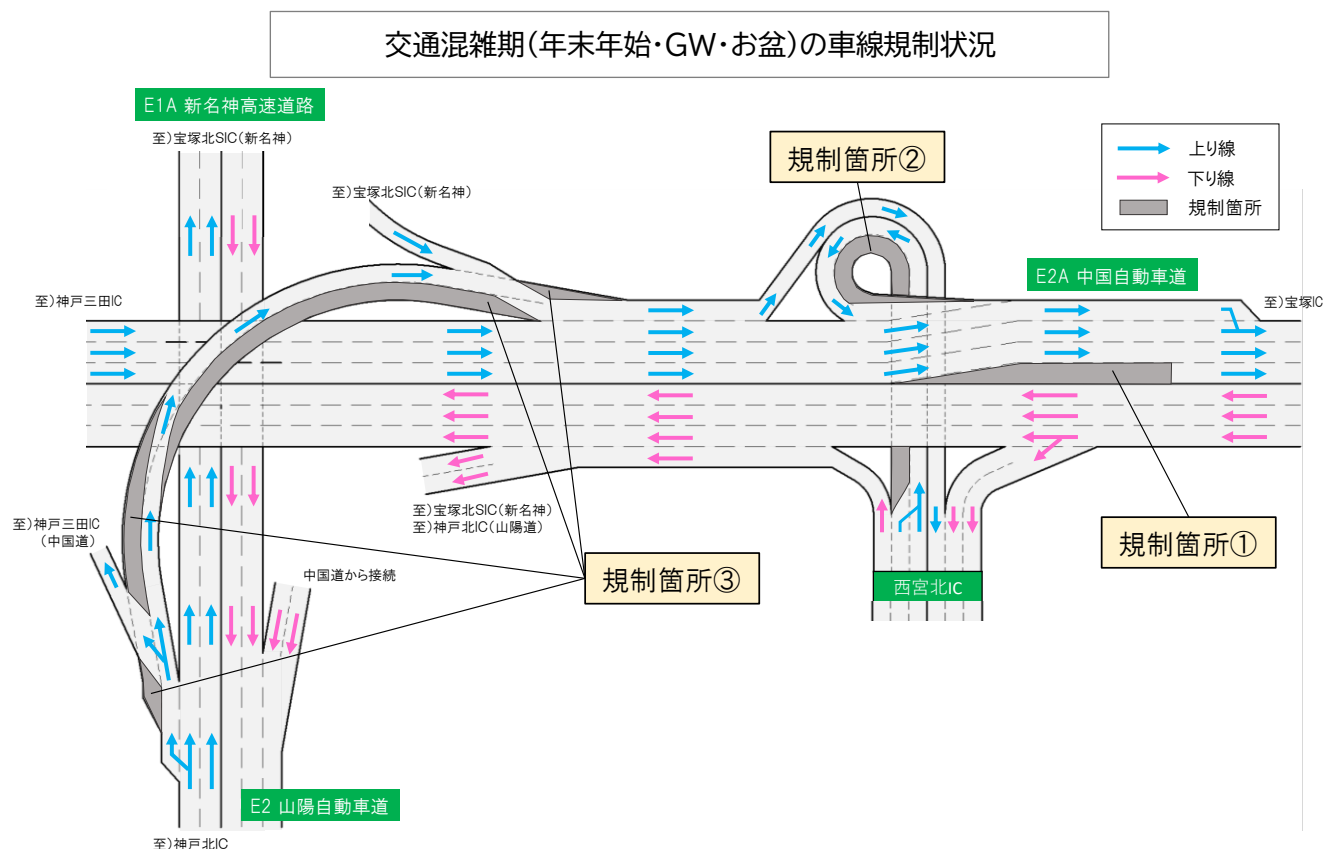 交通混雑期(年末年始・GW・お盆)の車線規制状況
E1A 新名神高速道路
至)宝塚北SIC(新名神)
至)宝塚北SIC(新名神)
規制箇所②
上り線
下り線
規制箇所
E2A 中国自動車道
至)神戸三田IC
至)宝塚IC
至)宝塚北SIC(新名神)
至)神戸北IC(山陽道)
至)神戸三田IC
(中国道)
中国道から接続
規制箇所③
規制箇所①
西宮北IC
E2 山陽自動車道
至)神戸北IC